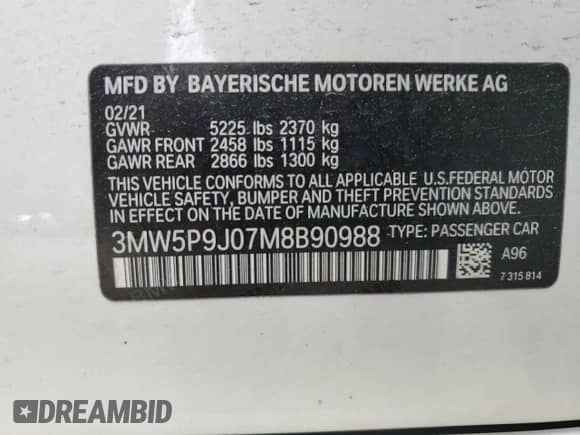 MFD BY BAYERISCHE MOTOREN WERKE AG
02/21
GVWR 5225 lbs 2370 kg
GAWR FRONT 2458 lbs 1115 kg
GAWR REAR 2866 lbs 1300 kg
THIS VEHICLE CONFORMS TO ALL APPLICABLE U.S.FEDERAL MOTOR
VEHICLE SAFETY, BUMPER AND THEFT PREVENTION STANDARDS
IN EFFECT ON THE DATE OF MANUFACTURE SHOWN ABOVE.
3MW5P9J07M8B90988 TYPE: PASSENGER CAR
A96
7 315 814
DREAMBID